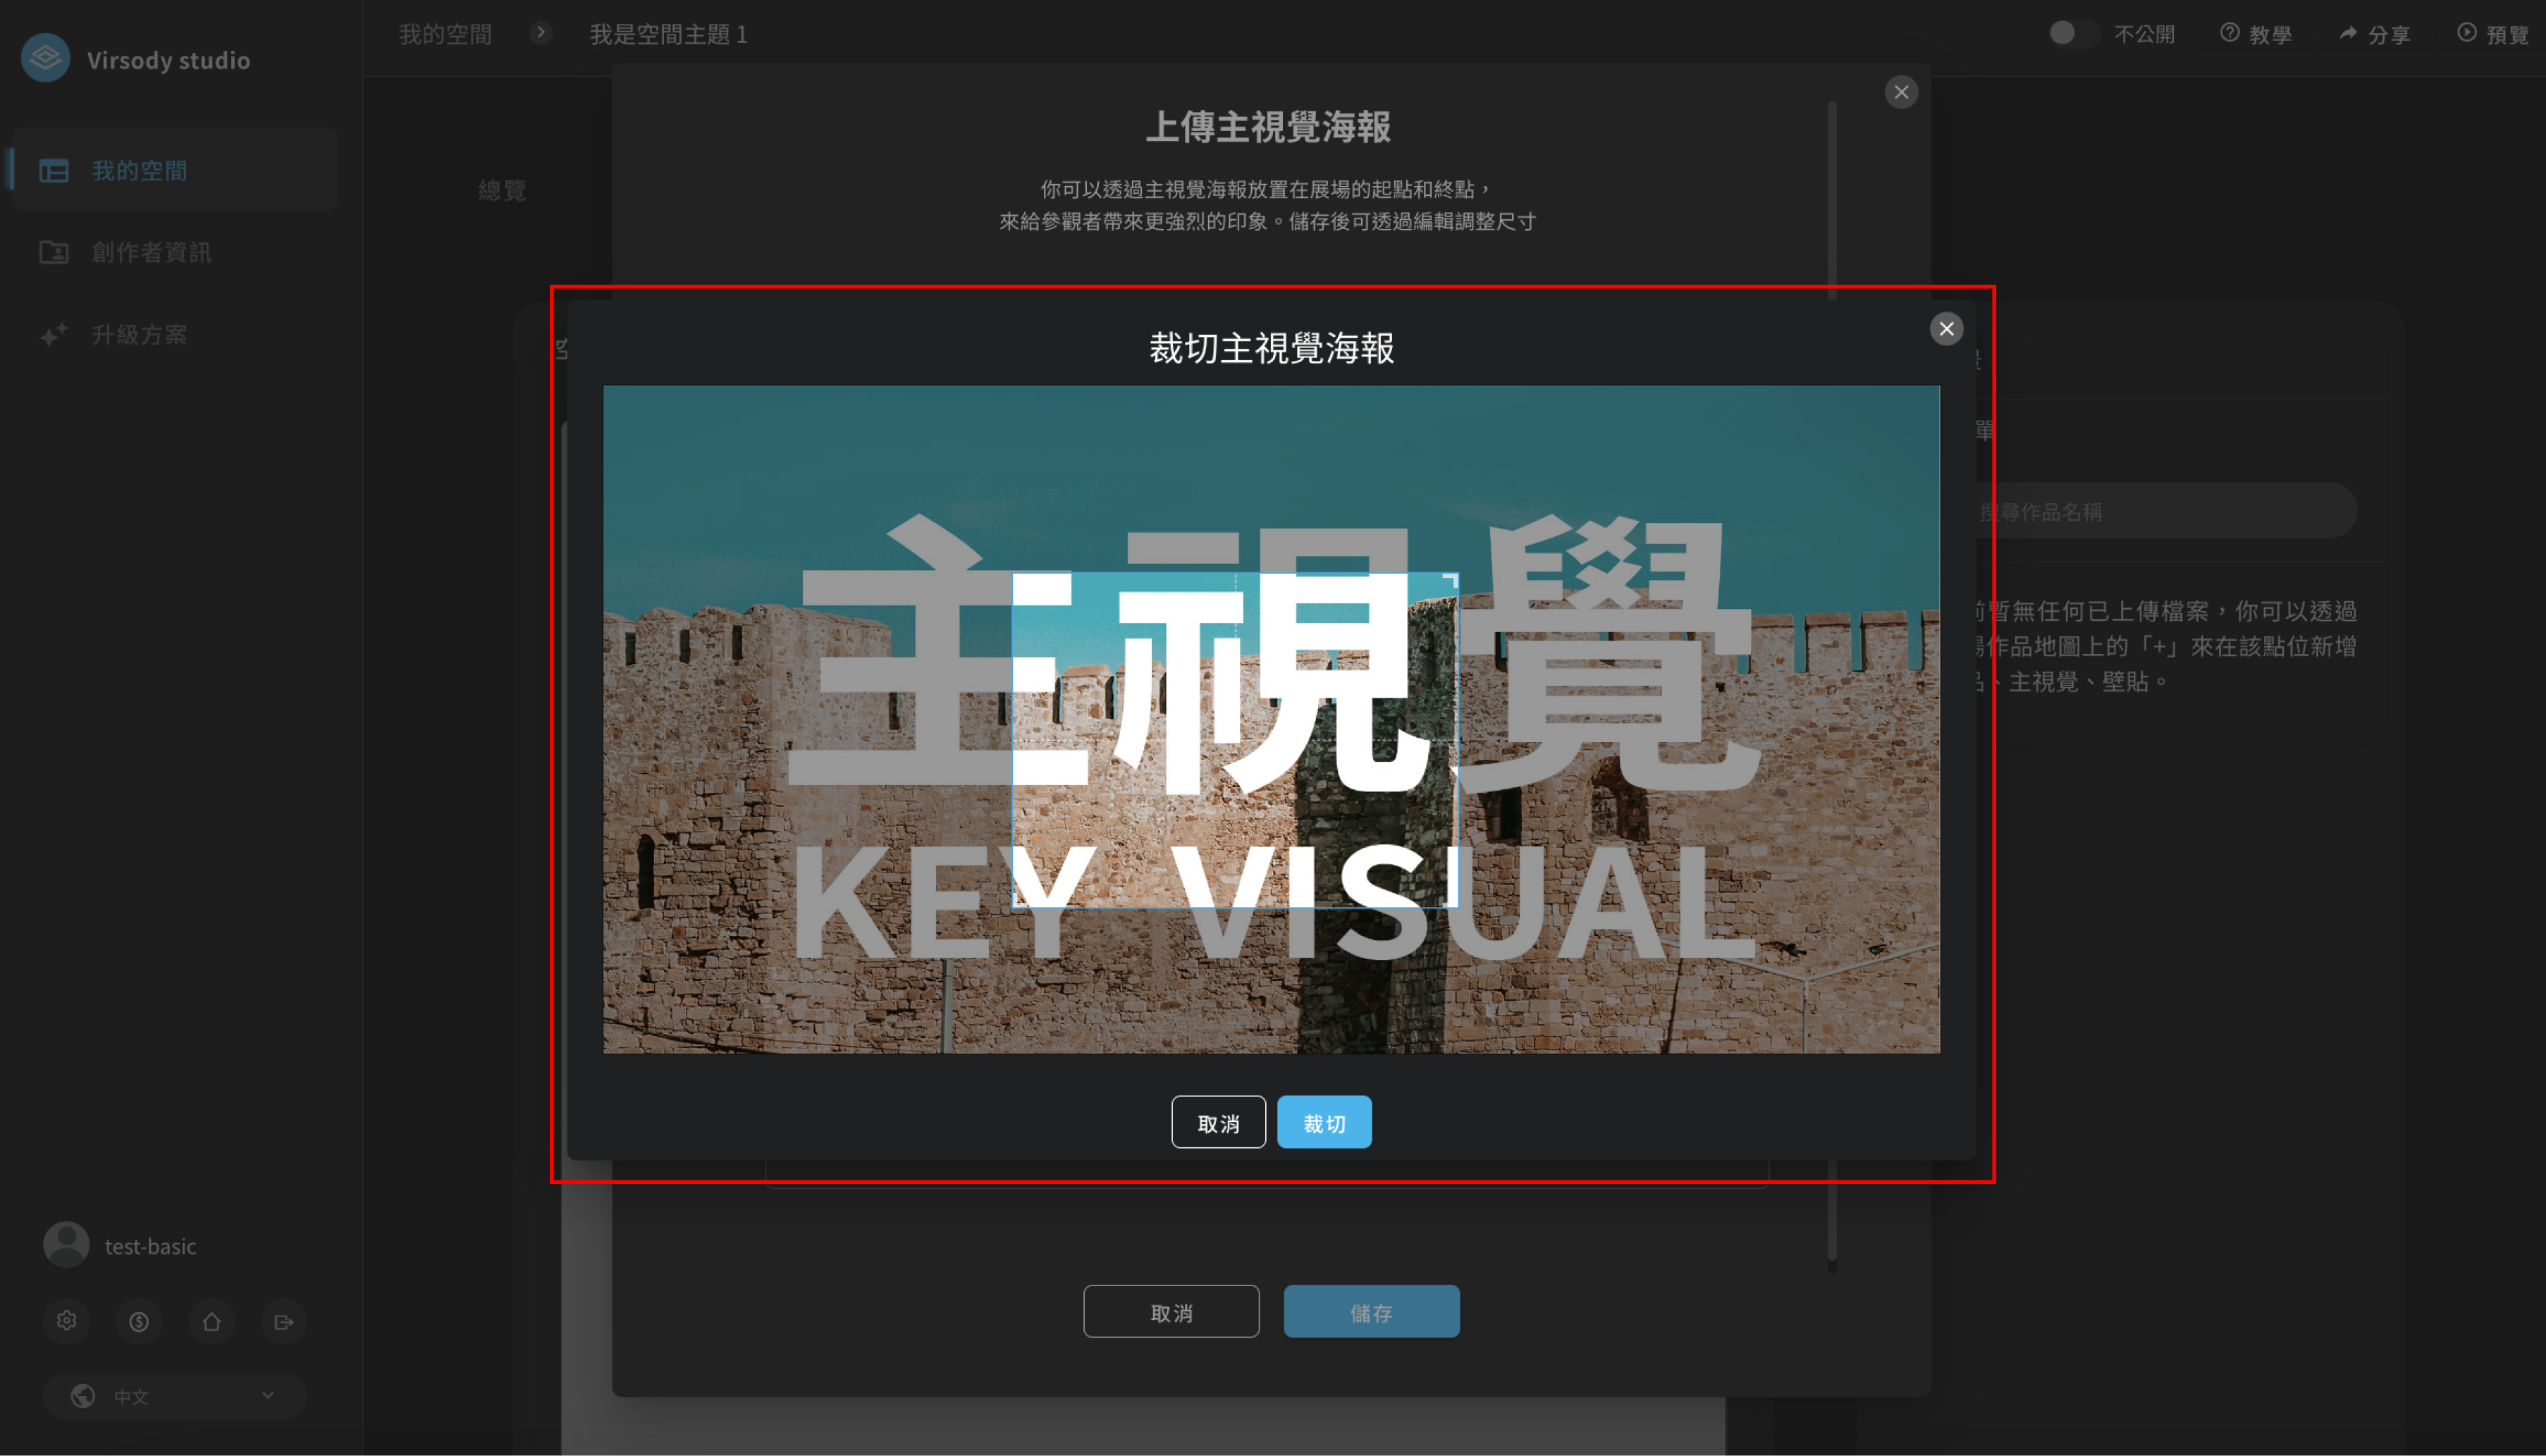 Virsody studio
我的空間
創作者資訊
升級方案
test-basic
中文
我的空間
我是空間主題 1
不公開
教學
分享
預覽
總覽
上傳主視覺海報
你可以透過主視覺海報放置在展場的起點和終點，
來給參觀者帶來更強烈的印象。儲存後可透過編輯調整尺寸
裁切主視覺海報
主視覺
KEY VISUAL
取消
裁切
取消
儲存
單
搜尋作品名稱
前暫無任何已上傳檔案，你可以透過
場作品地圖上的「+」來在該點位新增
品、主視覺、壁貼。